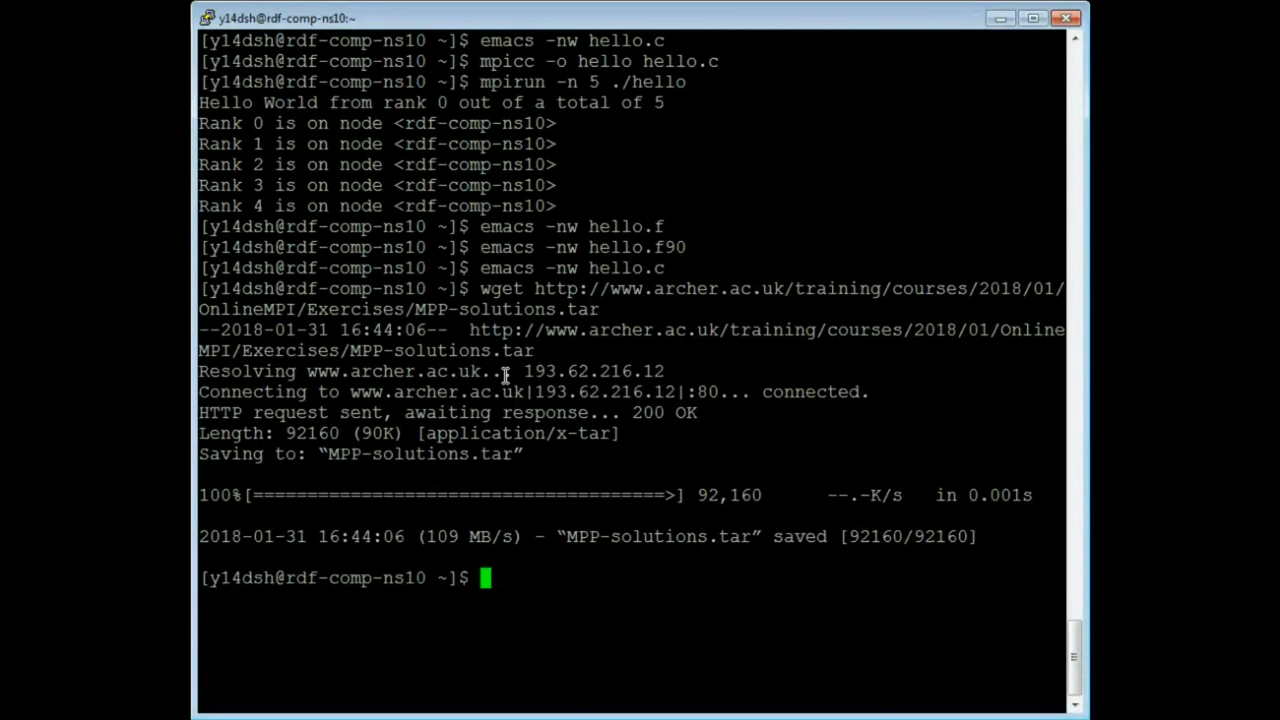 y14dsh@rdf-comp-ns10:~
[y14dsh@rdf-comp-ns10 ~]$ emacs -nw hello.c
[y14dsh@rdf-comp-ns10 ~]$ mpicc -o hello hello.c
[y14dsh@rdf-comp-ns10 ~]$ mpirun -n 5 ./hello
Hello World from rank 0 out of a total of 5
Rank 0 is on node <rdf-comp-ns10>
Rank 1 is on node <rdf-comp-ns10>
Rank 2 is on node <rdf-comp-ns10>
Rank 3 is on node <rdf-comp-ns10>
Rank 4 is on node <rdf-comp-ns10>
[y14dsh@rdf-comp-ns10 ~]$ emacs -nw hello.f
[y14dsh@rdf-comp-ns10 ~]$ emacs -nw hello.f90
[y14dsh@rdf-comp-ns10 ~]$ emacs -nw hello.c
[y14dsh@rdf-comp-ns10 ~]$ wget http://www.archer.ac.uk/training/courses/2018/01/
OnlineMPI/Exercises/MPP-solutions.tar
--2018-01-31 16:44:06--  http://www.archer.ac.uk/training/courses/2018/01/Online
MPI/Exercises/MPP-solutions.tar
Resolving www.archer.ac.uk... 193.62.216.12
Connecting to www.archer.ac.uk|193.62.216.12|:80... connected.
HTTP request sent, awaiting response... 200 OK
Length: 92160 (90K) [application/x-tar]
Saving to: “MPP-solutions.tar”
100%[======================================>] 92,160      --.-K/s   in 0.001s
2018-01-31 16:44:06 (109 MB/s) - “MPP-solutions.tar” saved [92160/92160]
[y14dsh@rdf-comp-ns10 ~]$